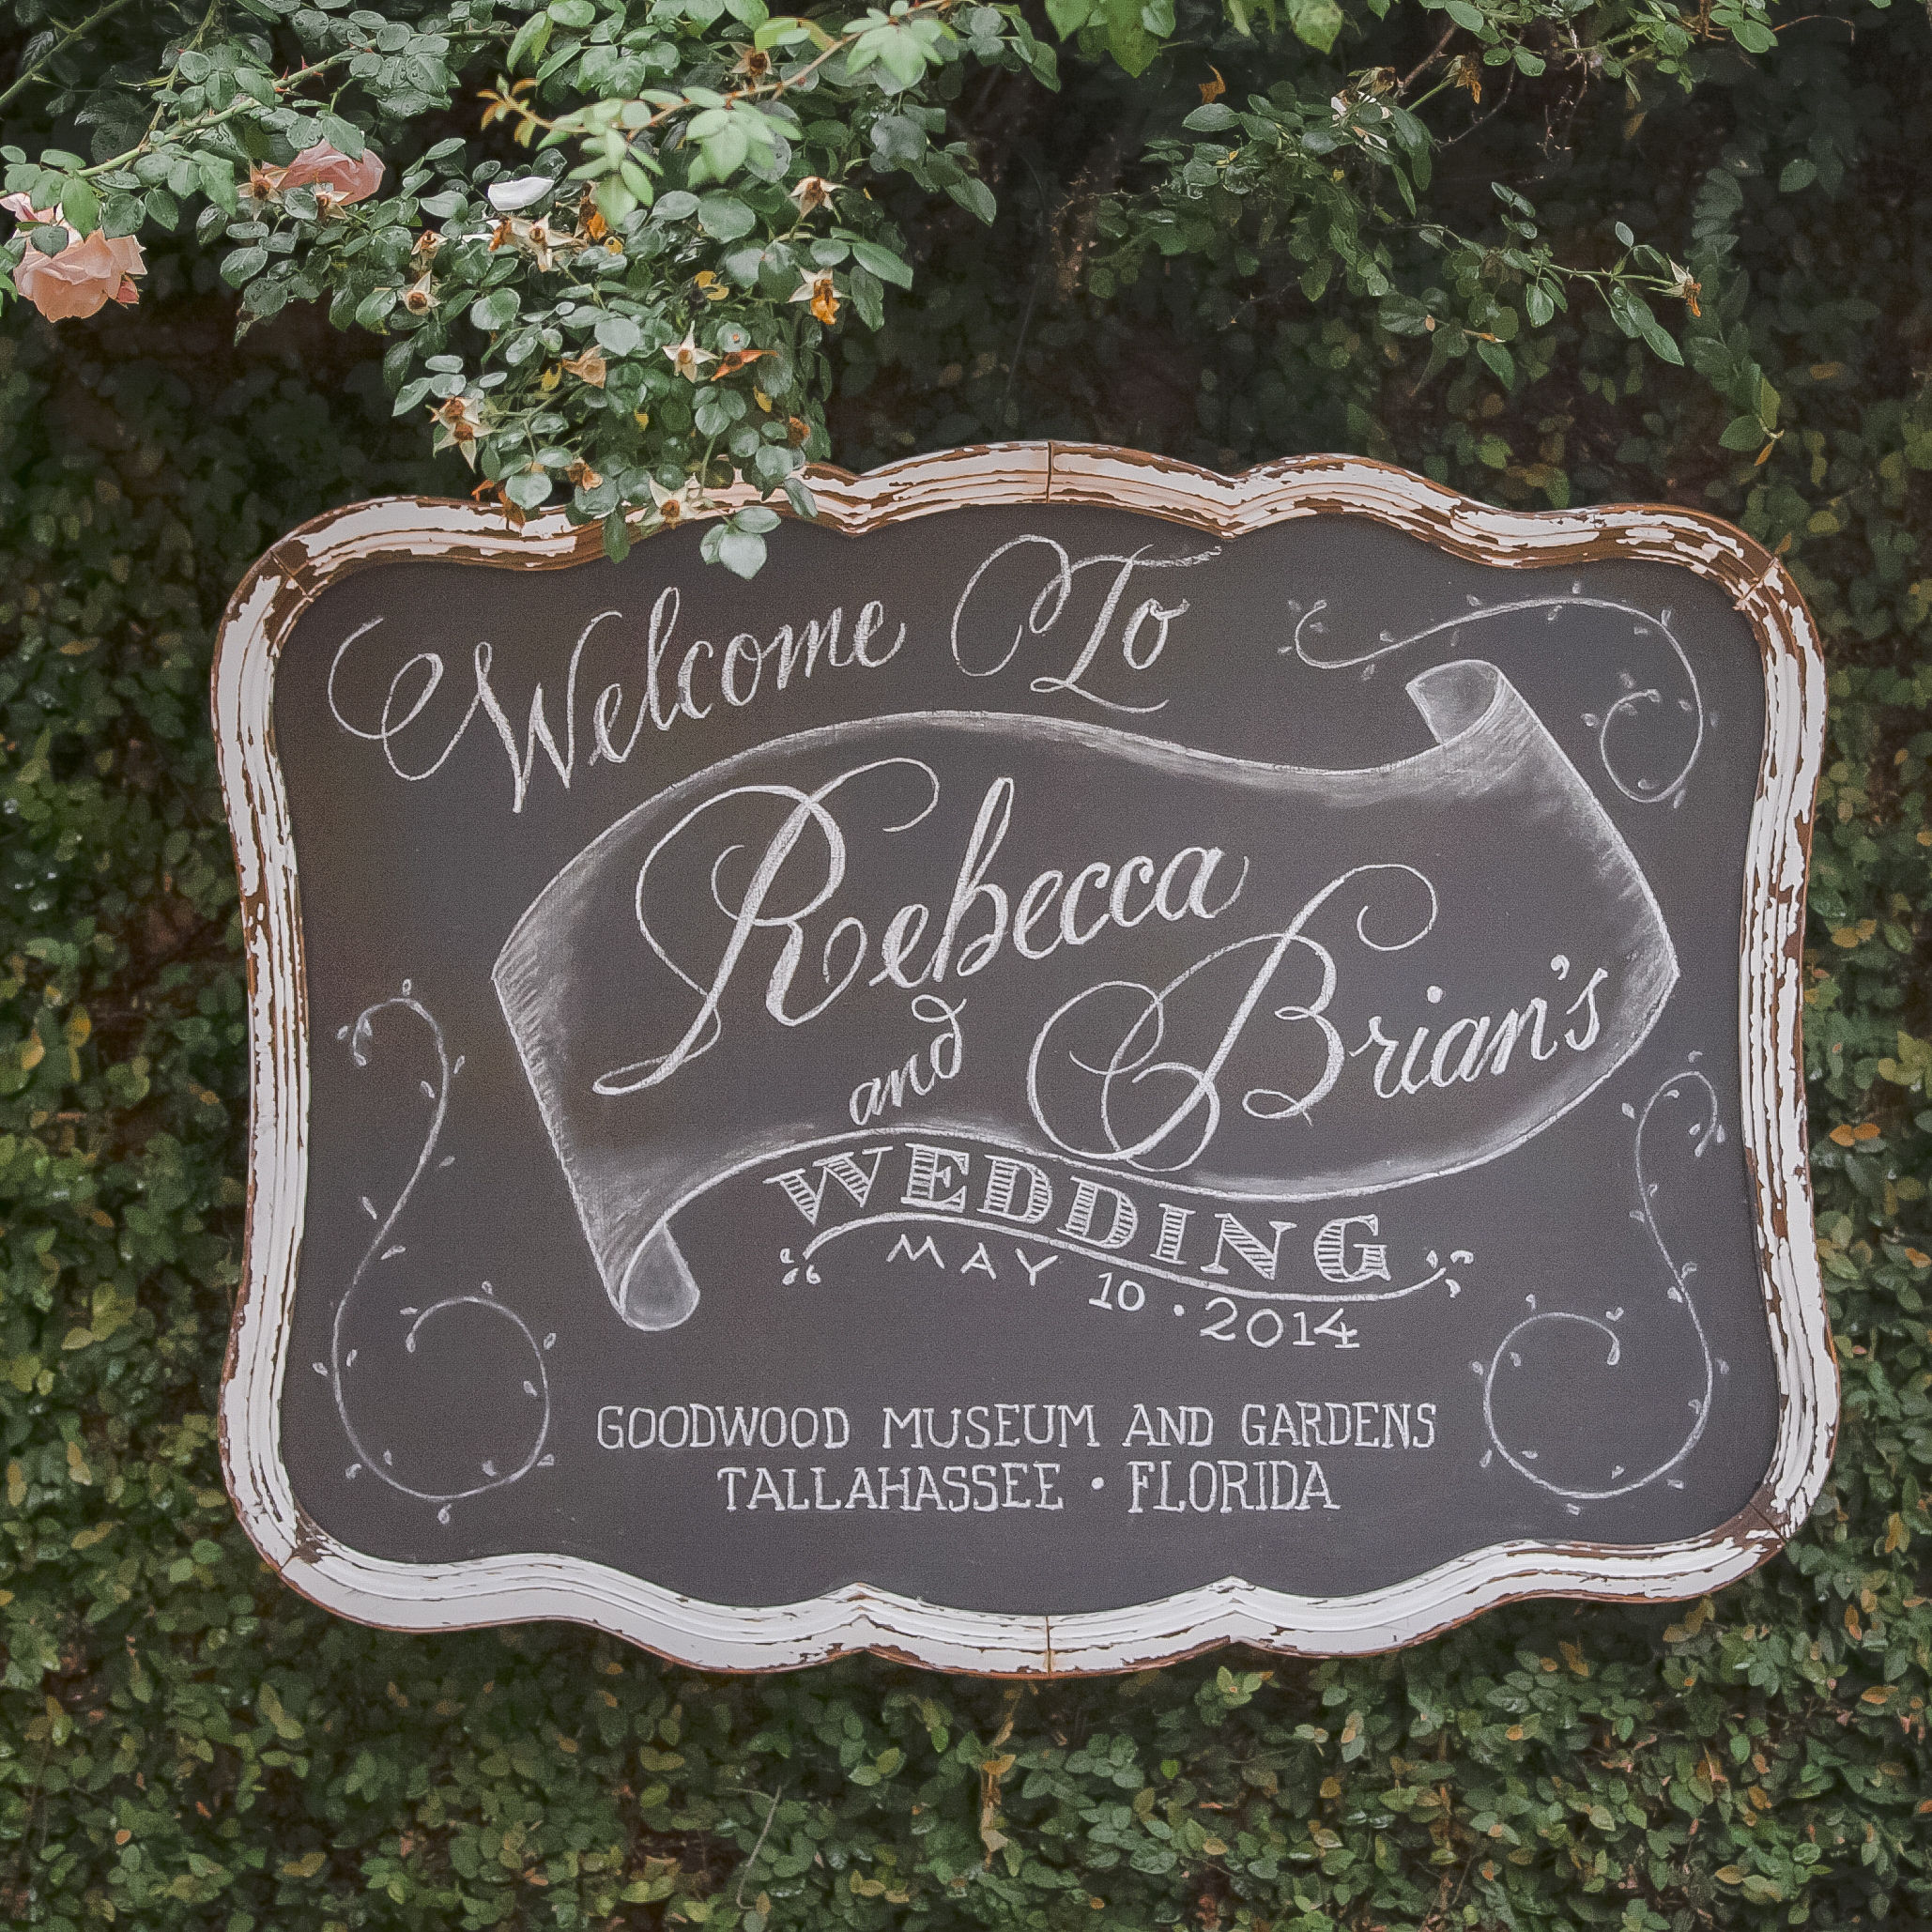 Welcome To
Rebecca
and Brian's
WEDDING
MAY 10 · 2014
GOODWOOD MUSEUM AND GARDENS
TALLAHASSEE · FLORIDA